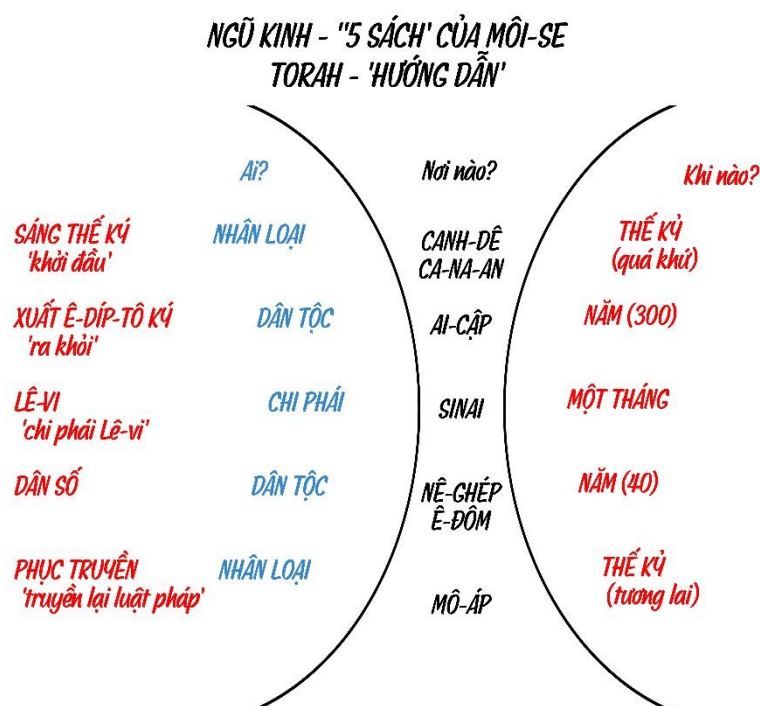 NGŨ KINH - "5 SÁCH' CỦA MÔI-SE
TORAH - 'HƯỚNG DẪN'
Ai? Nơi nào? Khi nào?
SÁNG THẾ KÝ NHÂN LOẠI CANH-DÊ THẾ KỶ
'khởi đầu' CA-NA-AN (quá khứ)
XUẤT Ê-DÍP-TÔ KÝ DÂN TỘC AI-CẬP NĂM (300)
'ra khỏi'
LÊ-VI CHI PHÁI SINAI MỘT THÁNG
'chi phái Lê-vi'
DÂN SỐ DÂN TỘC NÊ-GHÉP NĂM (40)
Ê-ĐÔM
PHỤC TRUYỀN NHÂN LOẠI MÔ-ÁP THẾ KỶ
'truyền lại luật pháp' (tương lai)